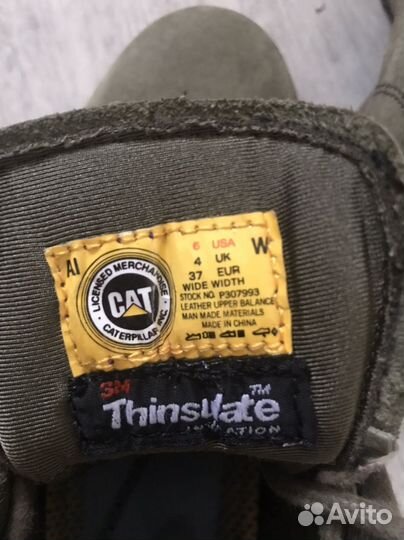 AI
LICENSED MERCHANDISE
CAT
CATERPILLAR INC.
6 USA W
4 UK
37 EUR
WIDE WIDTH
STOCK NO. P307993
LEATHER UPPER BALANCE
MAN MADE MATERIALS
MADE IN CHINA
3M
Thinsulate™
INSULATION
Avito